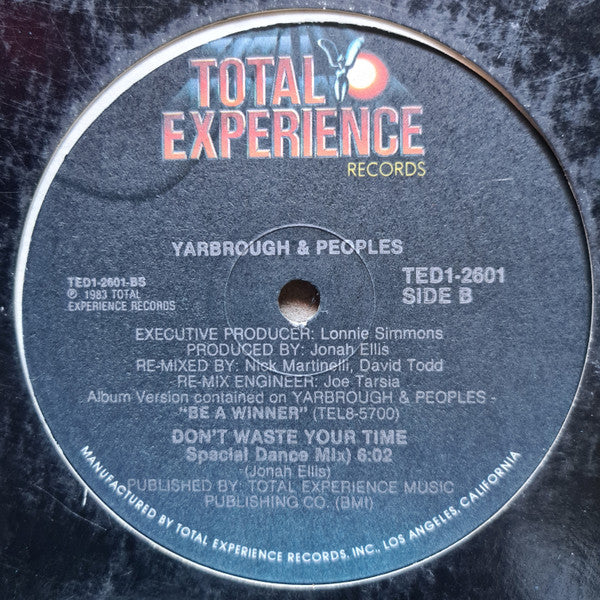 TOTAL
EXPERIENCE
RECORDS
YARBROUGH & PEOPLES
TED1-2601-BS
℗ 1983 TOTAL
EXPERIENCE RECORDS
TED1-2601
SIDE B
EXECUTIVE PRODUCER: Lonnie Simmons
PRODUCED BY: Jonah Ellis
RE-MIXED BY: Nick Martinelli, David Todd
RE-MIX ENGINEER: Joe Tarsia
Album Version contained on YARBROUGH & PEOPLES -
"BE A WINNER" (TEL8-5700)
DON'T WASTE YOUR TIME
Spacial Dance Mix) 6:02
(Jonah Ellis)
PUBLISHED BY: TOTAL EXPERIENCE MUSIC
PUBLISHING CO. (BMI)
MANUFACTURED BY TOTAL EXPERIENCE RECORDS, INC., LOS ANGELES, CALIFORNIA